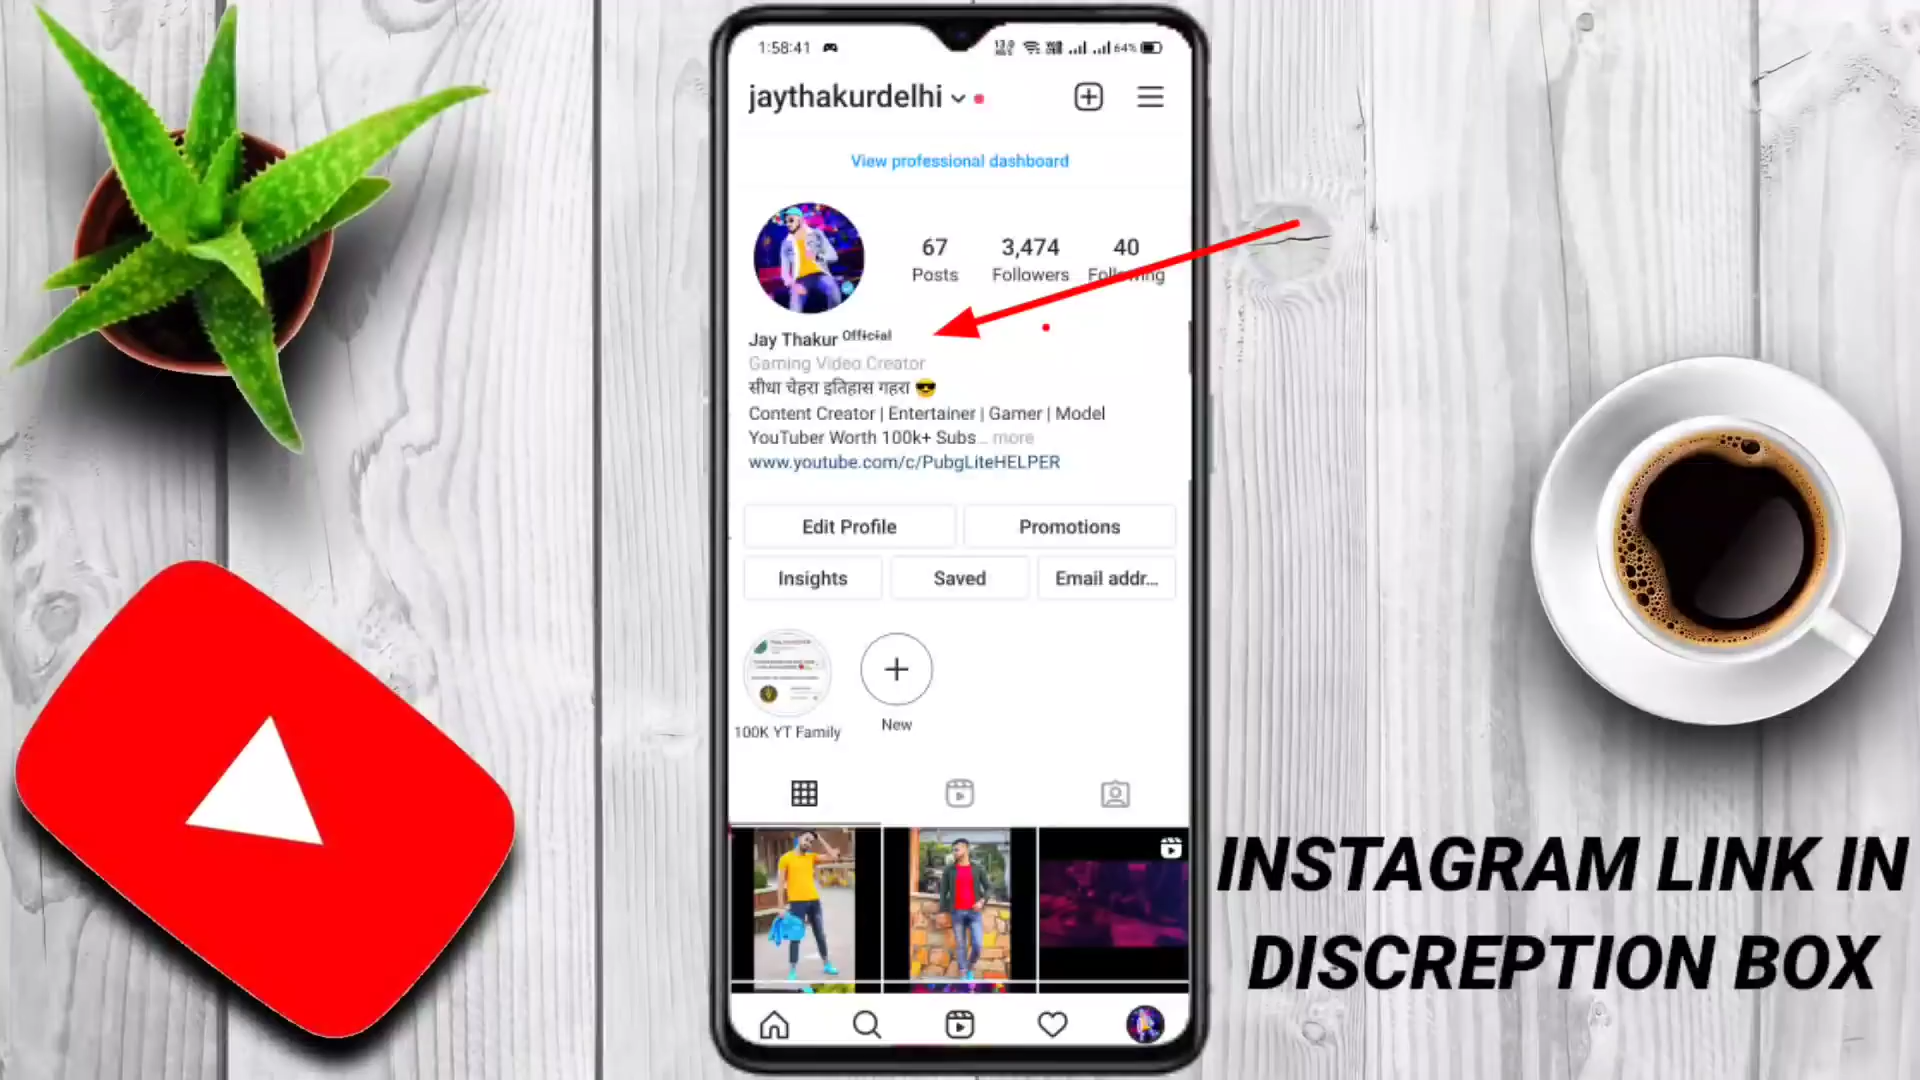 1:58:41
64%
jaythakurdelhi
View professional dashboard
67 3,474 40
Posts Followers Following
Jay Thakur Official
Gaming Video Creator
सीधा चेहरा इतिहास गहरा 😎
Content Creator | Entertainer | Gamer | Model
YouTuber Worth 100k+ Subs... more
www.youtube.com/c/PubgLiteHELPER
Edit Profile Promotions
Insights Saved Email addr...
100K YT Family New
INSTAGRAM LINK IN
DISCREPTION BOX